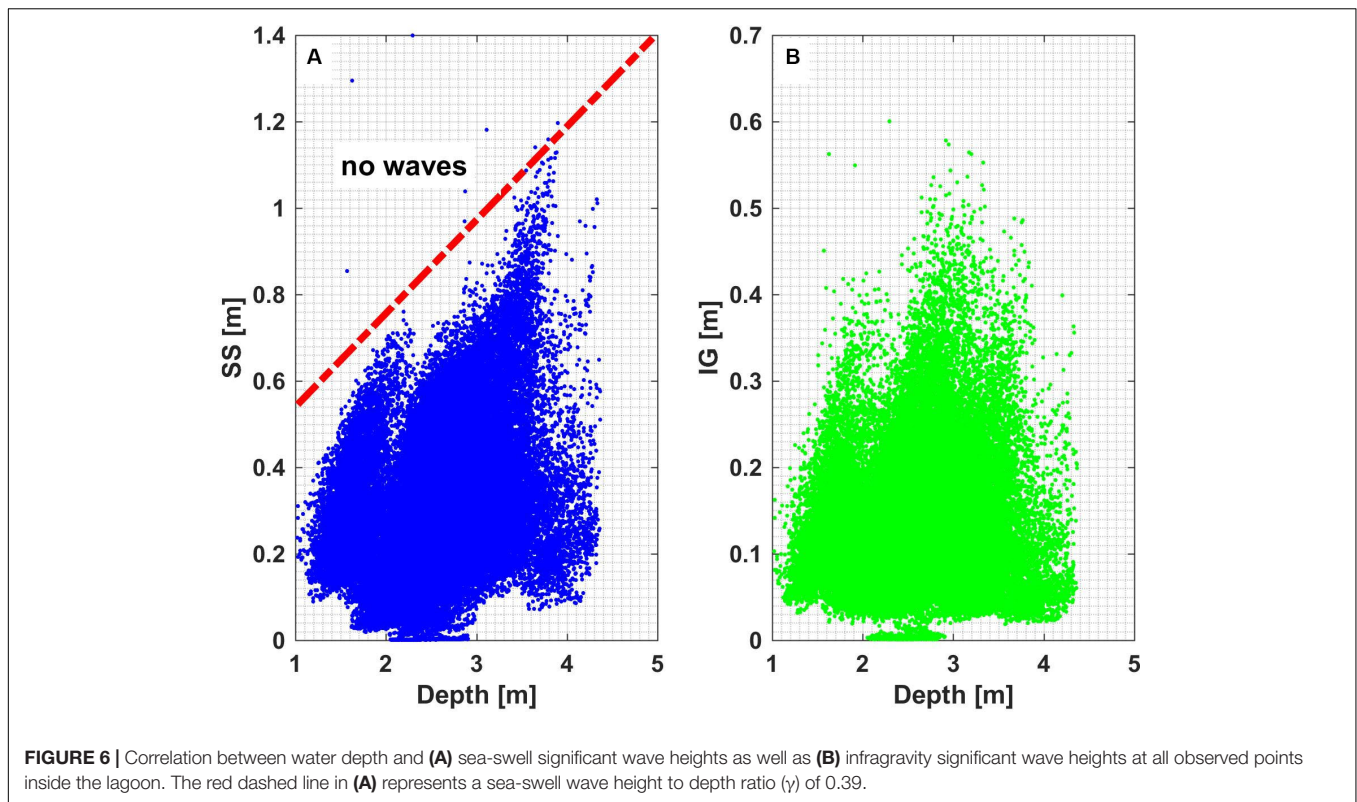 A
1.4
1.2
1
0.8
0.6
0.4
0.2
0
SS [m]
no waves
1 2 3 4 5
Depth [m]
B
0.7
0.6
0.5
0.4
0.3
0.2
0.1
0
IG [m]
1 2 3 4 5
Depth [m]
FIGURE 6 | Correlation between water depth and (A) sea-swell significant wave heights as well as (B) infragravity significant wave heights at all observed points
inside the lagoon. The red dashed line in (A) represents a sea-swell wave height to depth ratio (γ) of 0.39.